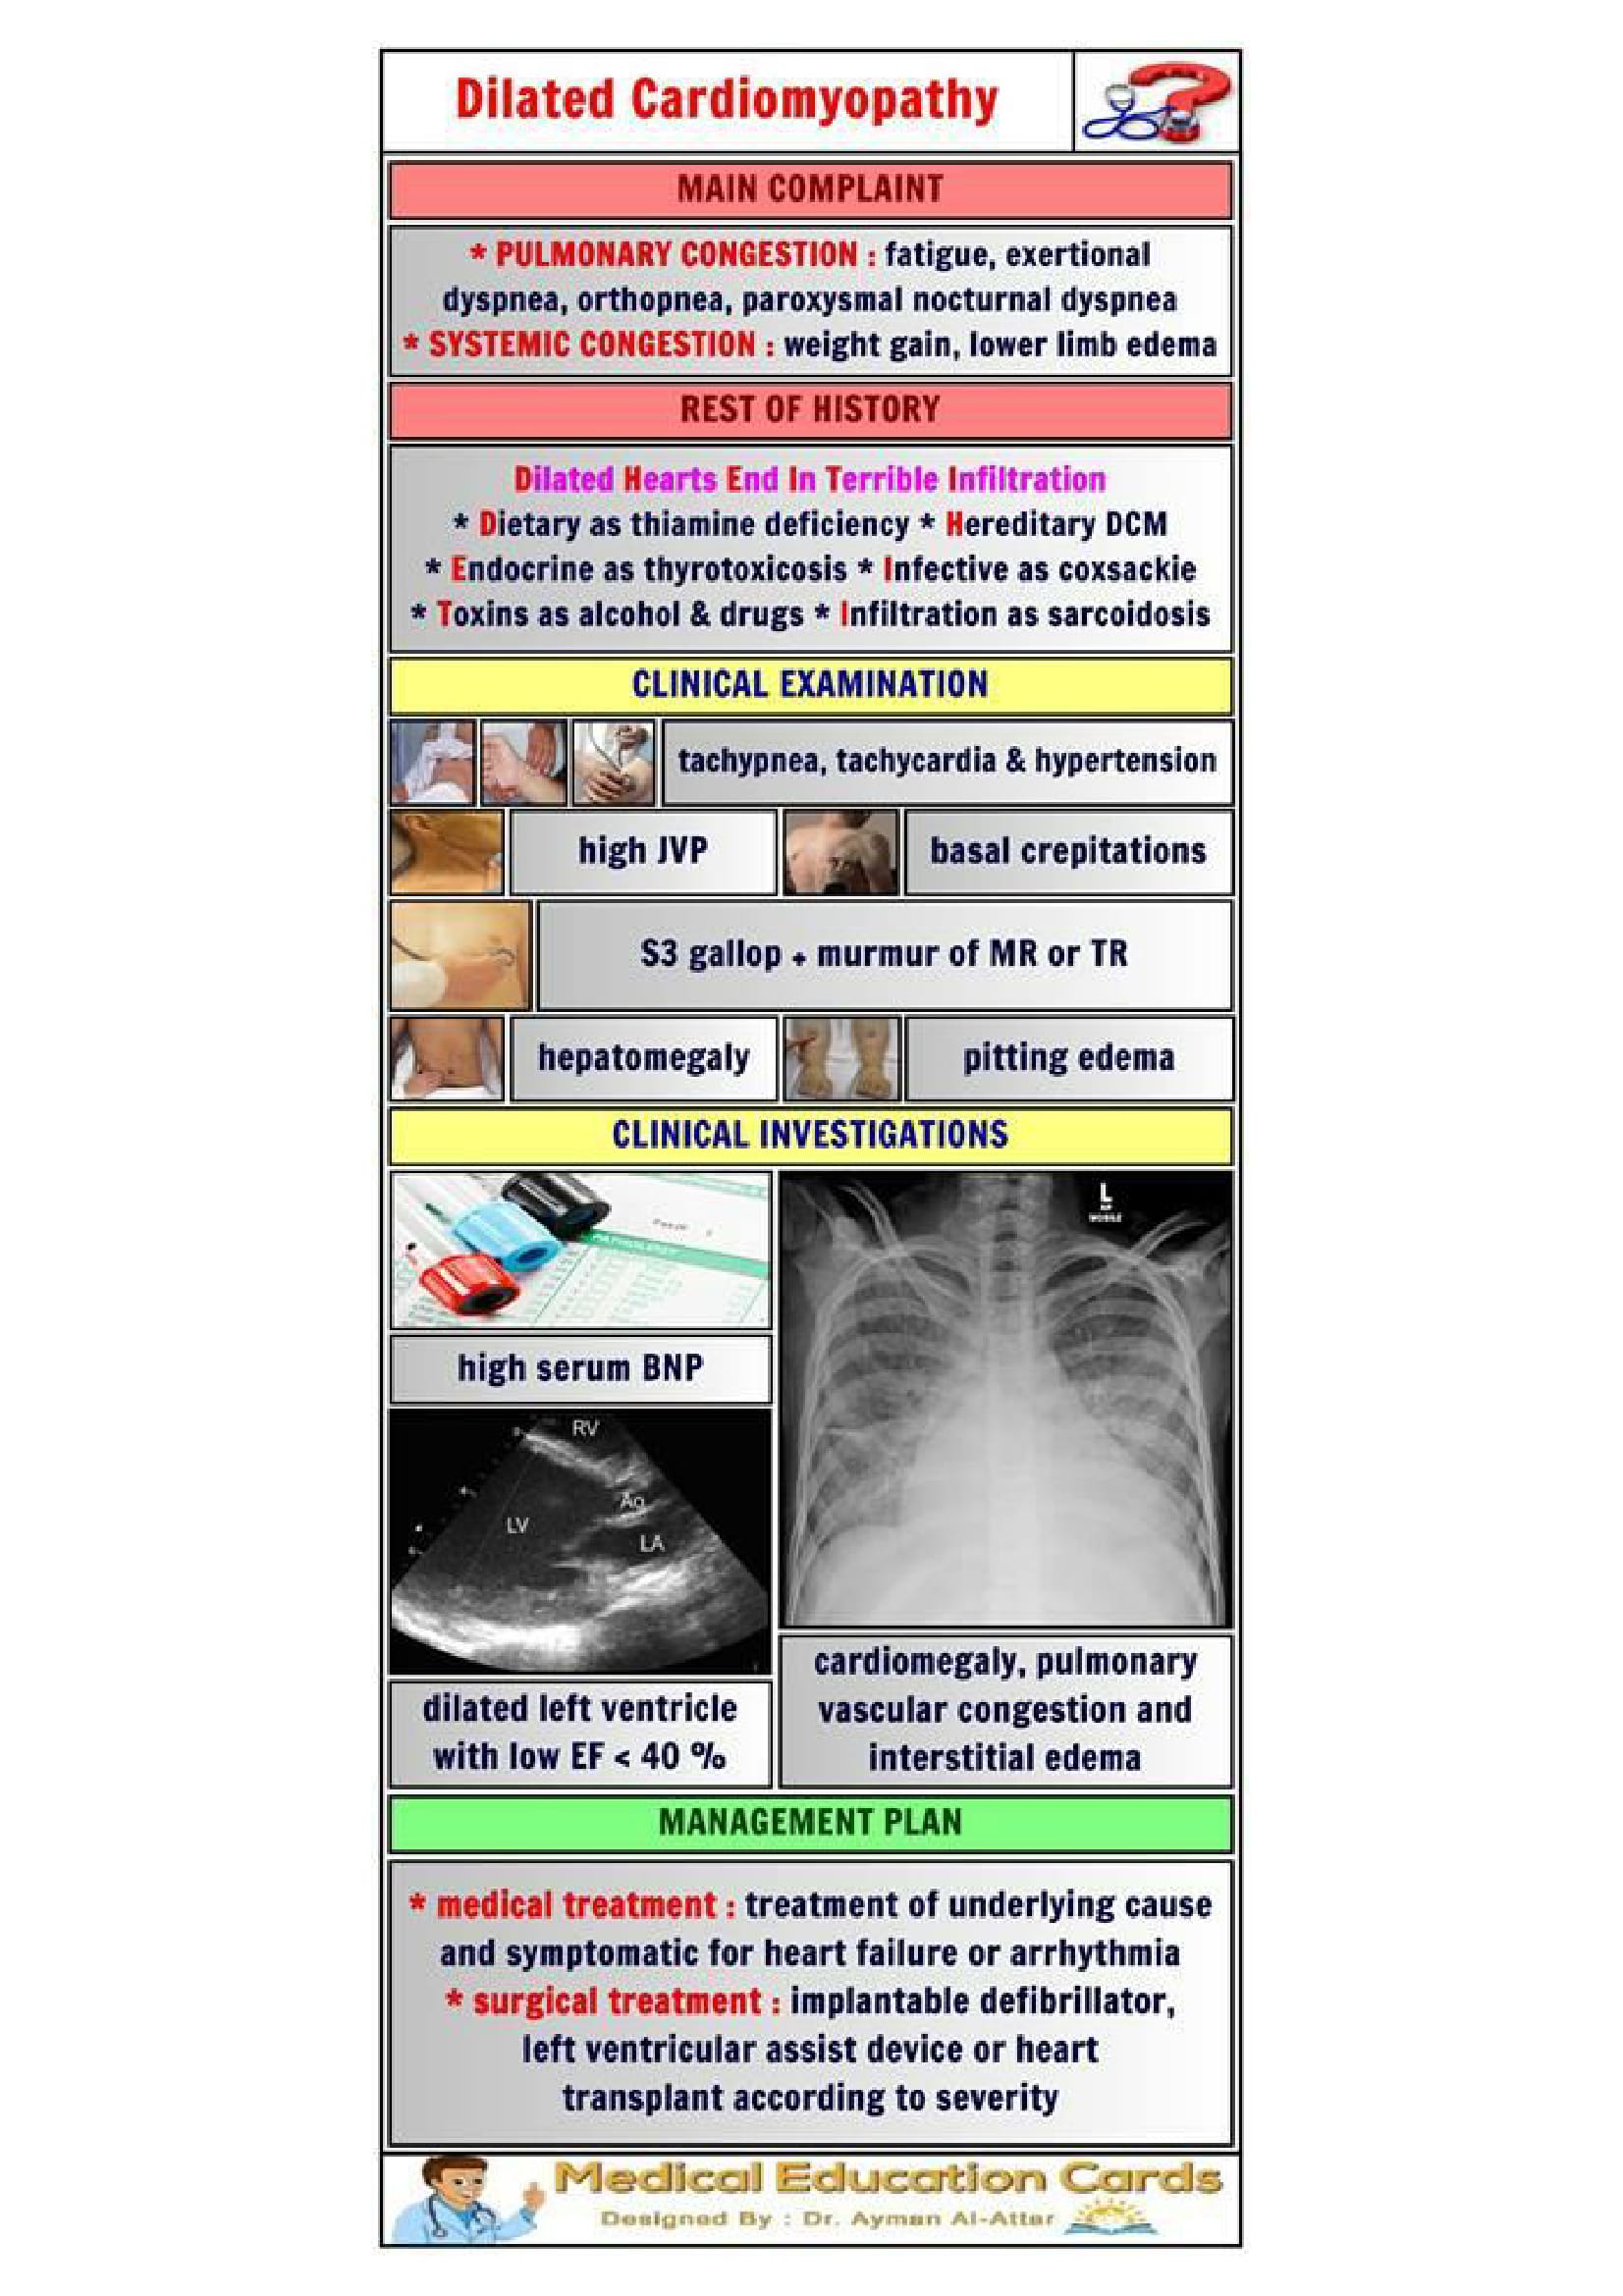 Dilated Cardiomyopathy
MAIN COMPLAINT
* PULMONARY CONGESTION : fatigue, exertional
dyspnea, orthopnea, paroxysmal nocturnal dyspnea
* SYSTEMIC CONGESTION : weight gain, lower limb edema
REST OF HISTORY
Dilated Hearts End In Terrible Infiltration
* Dietary as thiamine deficiency * Hereditary DCM
* Endocrine as thyrotoxicosis * Infective as coxsackie
* Toxins as alcohol & drugs * Infiltration as sarcoidosis
CLINICAL EXAMINATION
tachypnea, tachycardia & hypertension
high JVP
basal crepitations
S3 gallop + murmur of MR or TR
hepatomegaly
pitting edema
CLINICAL INVESTIGATIONS
L
MOBILE
high serum BNP
RV
Ao
LV
LA
dilated left ventricle
with low EF < 40 %
cardiomegaly, pulmonary
vascular congestion and
interstitial edema
MANAGEMENT PLAN
* medical treatment : treatment of underlying cause
and symptomatic for heart failure or arrhythmia
* surgical treatment : implantable defibrillator,
left ventricular assist device or heart
transplant according to severity
Medical Education Cards
Designed By : Dr. Ayman Al-Attar